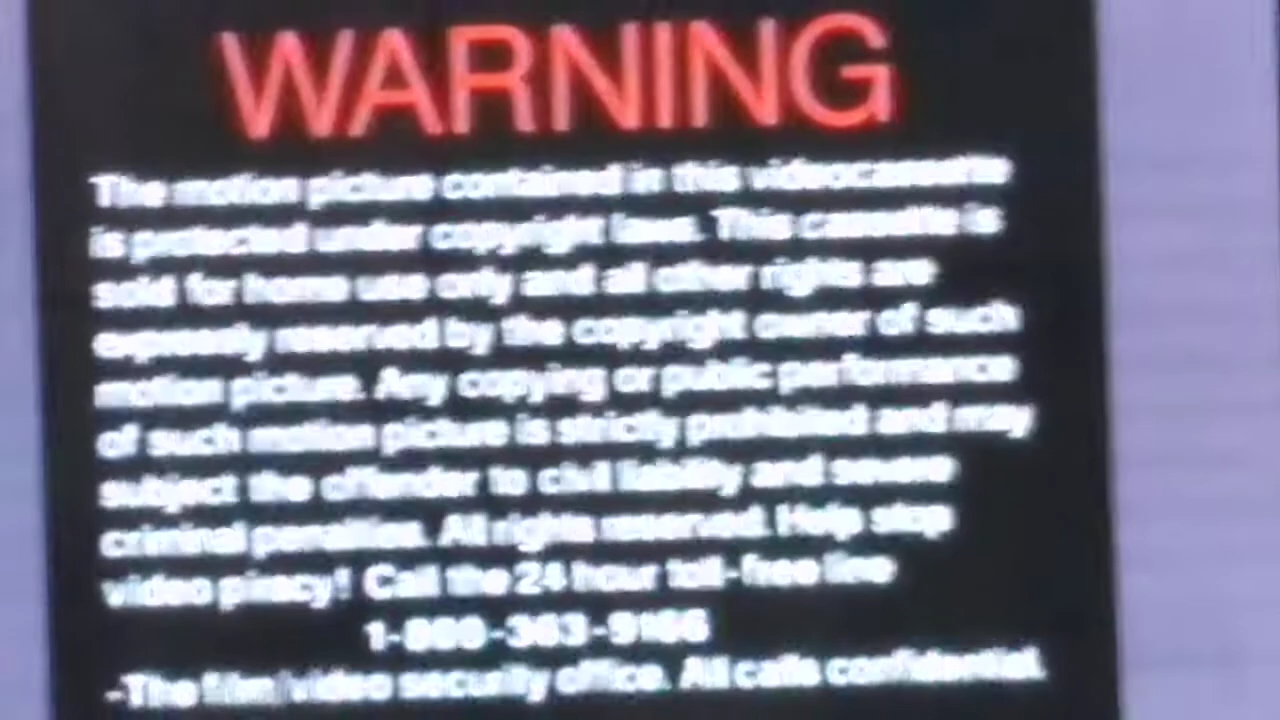 WARNING
The motion picture contained in this videocassette
is protected under copyright laws. This cassette is
sold for home use only and all other rights are
expressly reserved by the copyright owner of such
motion picture. Any copying or public performance
of such motion picture is strictly prohibited and may
subject the offender to civil liability and severe
criminal penalties. All rights reserved. Help stop
video piracy! Call the 24 hour toll-free line
1-800-363-9166
-The film/video security office. All calls confidential.